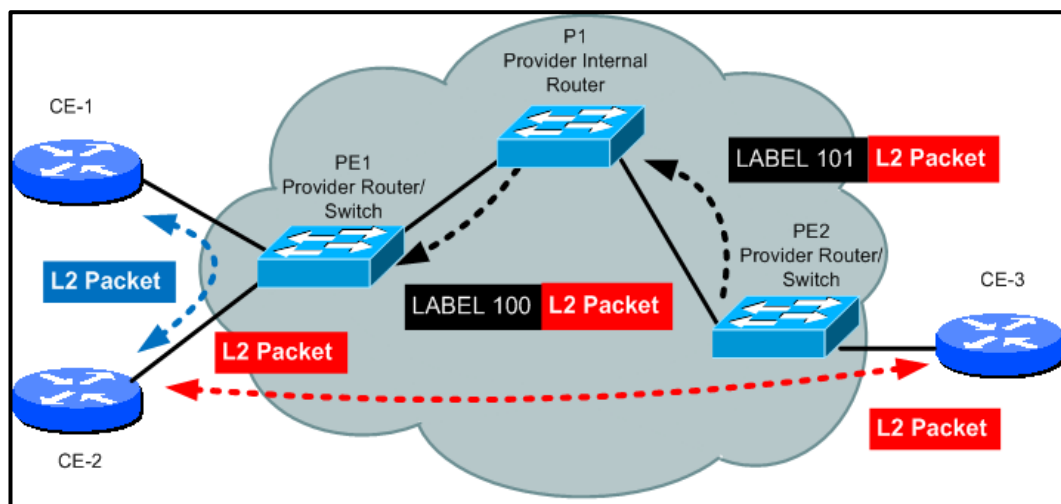 P1
Provider Internal
Router
CE-1
PE1
Provider Router/
Switch
LABEL 101 L2 Packet
PE2
Provider Router/
Switch
L2 Packet
CE-3
LABEL 100 L2 Packet
L2 Packet
L2 Packet
CE-2